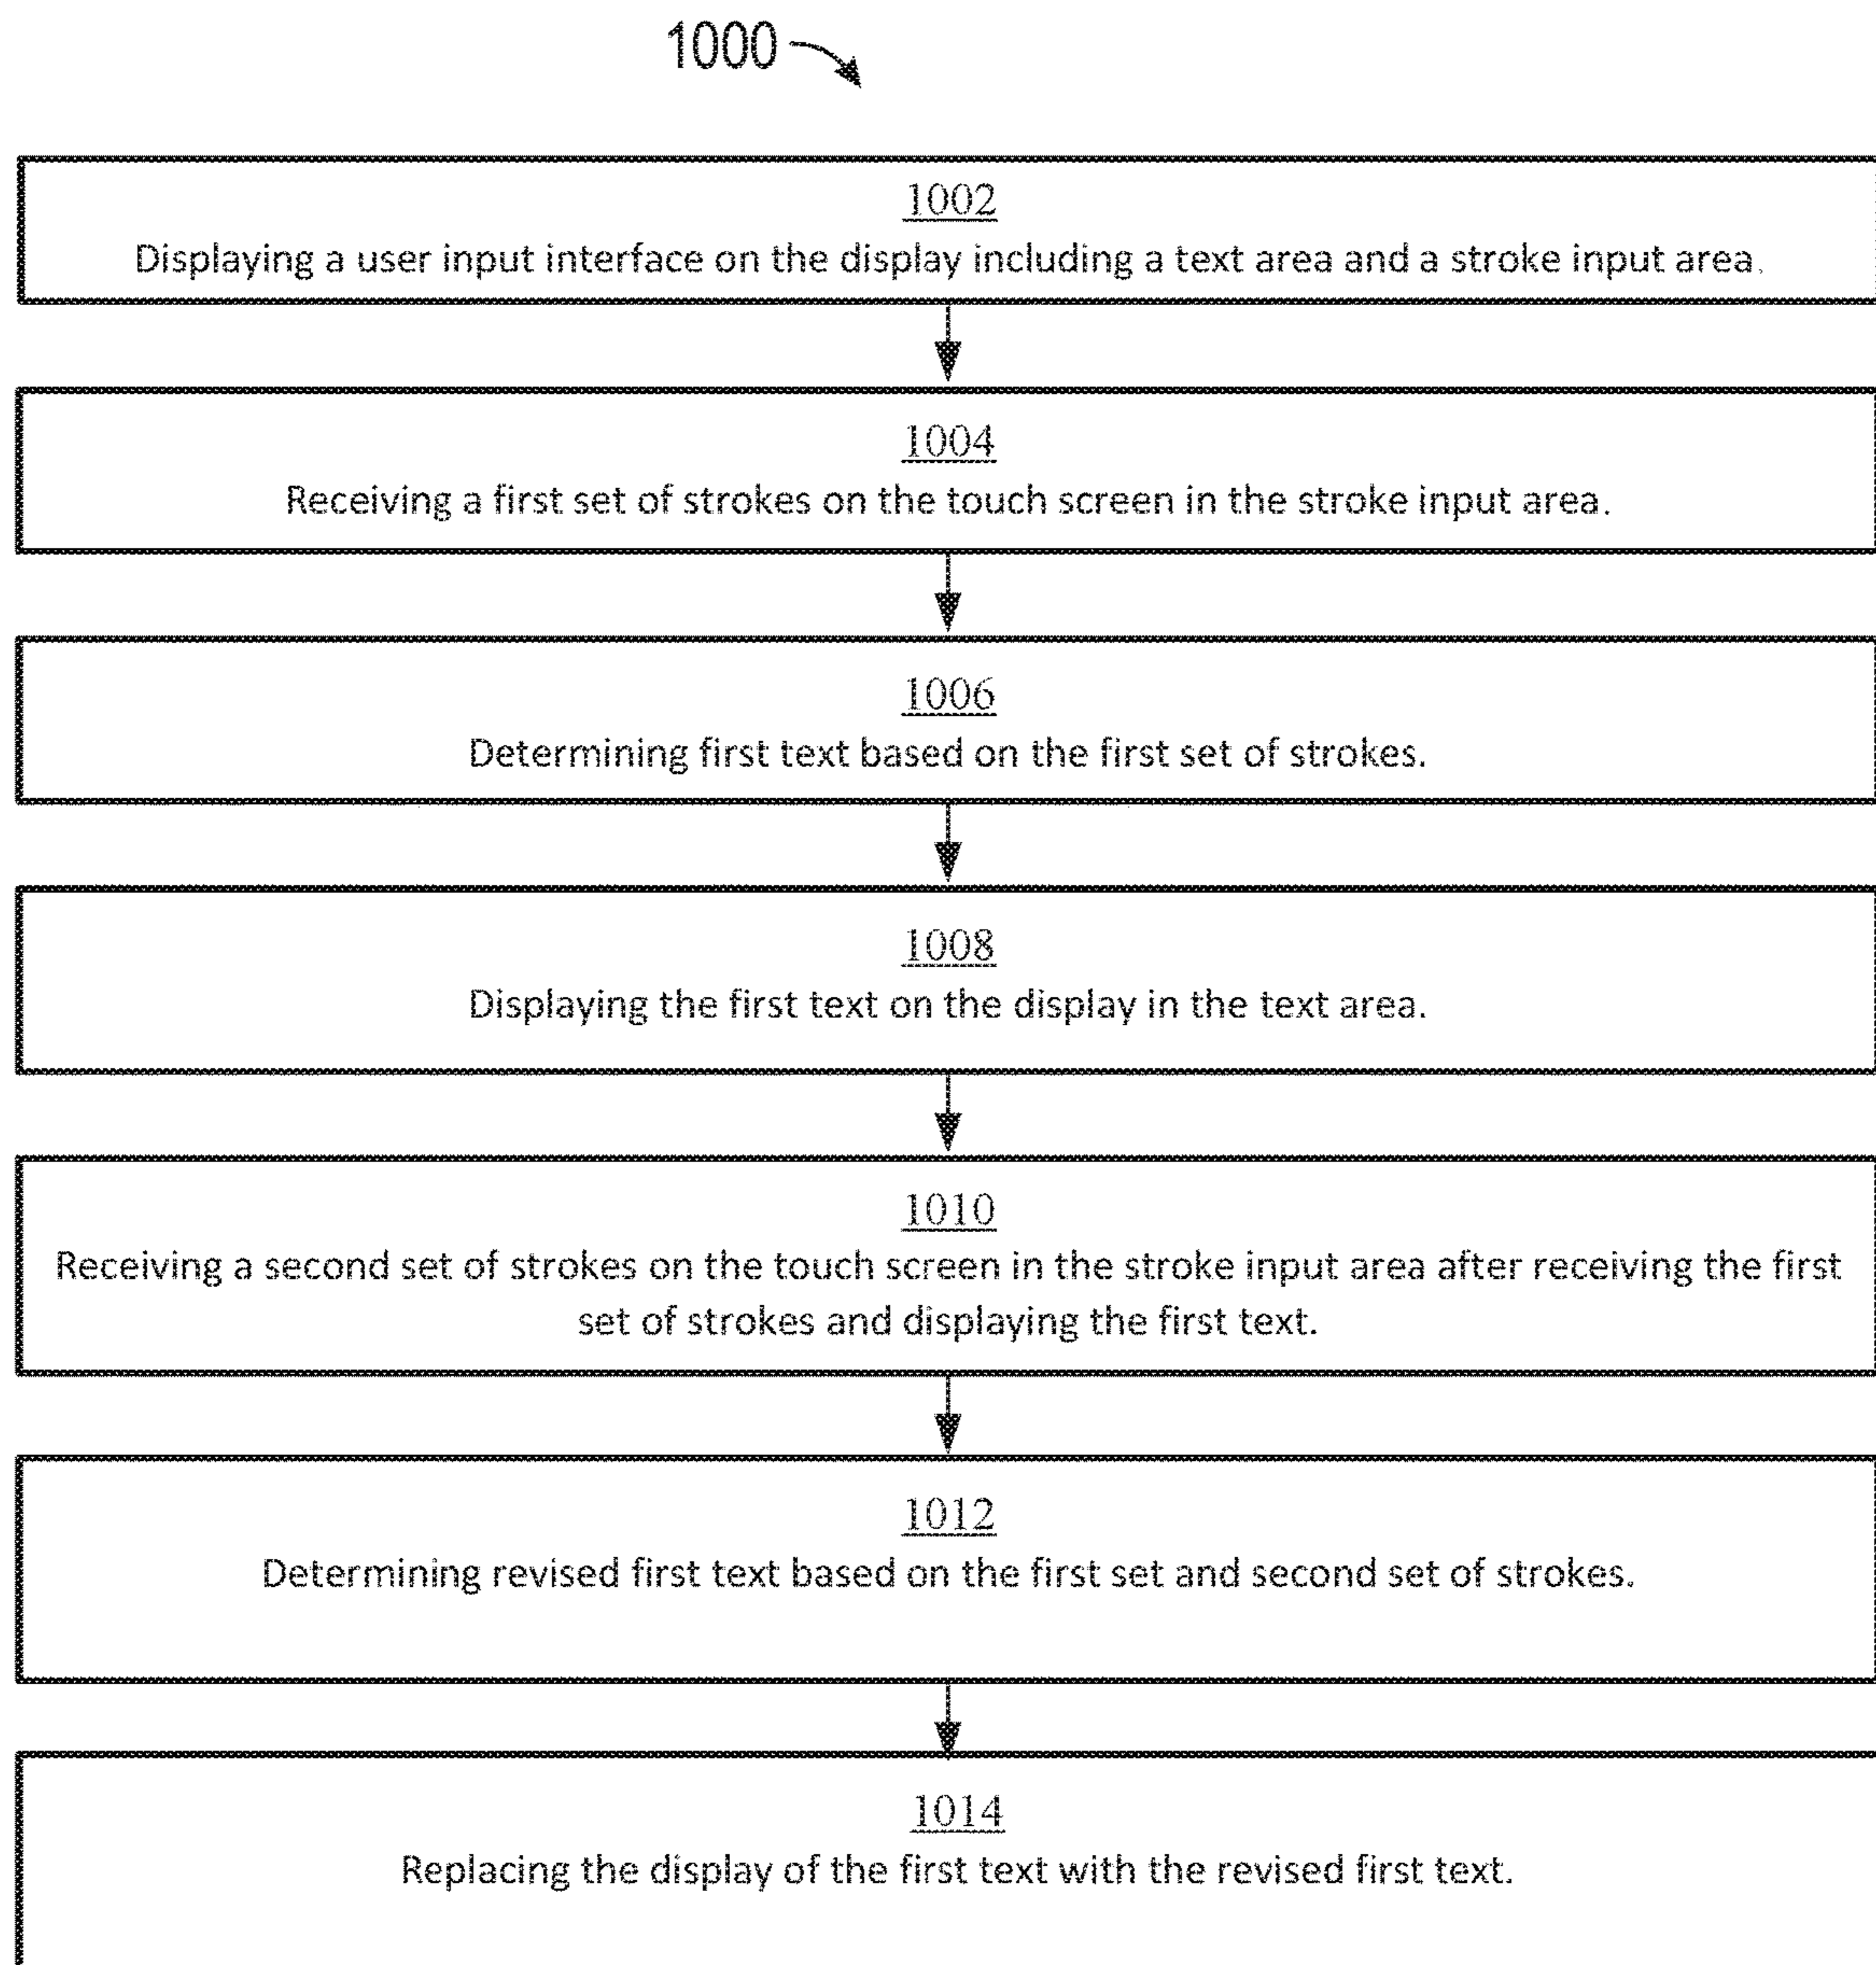 1000
1002
Displaying a user input interface on the display including a text area and a stroke input area.
1004
Receiving a first set of strokes on the touch screen in the stroke input area.
1006
Determining first text based on the first set of strokes.
1008
Displaying the first text on the display in the text area.
1010
Receiving a second set of strokes on the touch screen in the stroke input area after receiving the first
set of strokes and displaying the first text.
1012
Determining revised first text based on the first set and second set of strokes.
1014
Replacing the display of the first text with the revised first text.